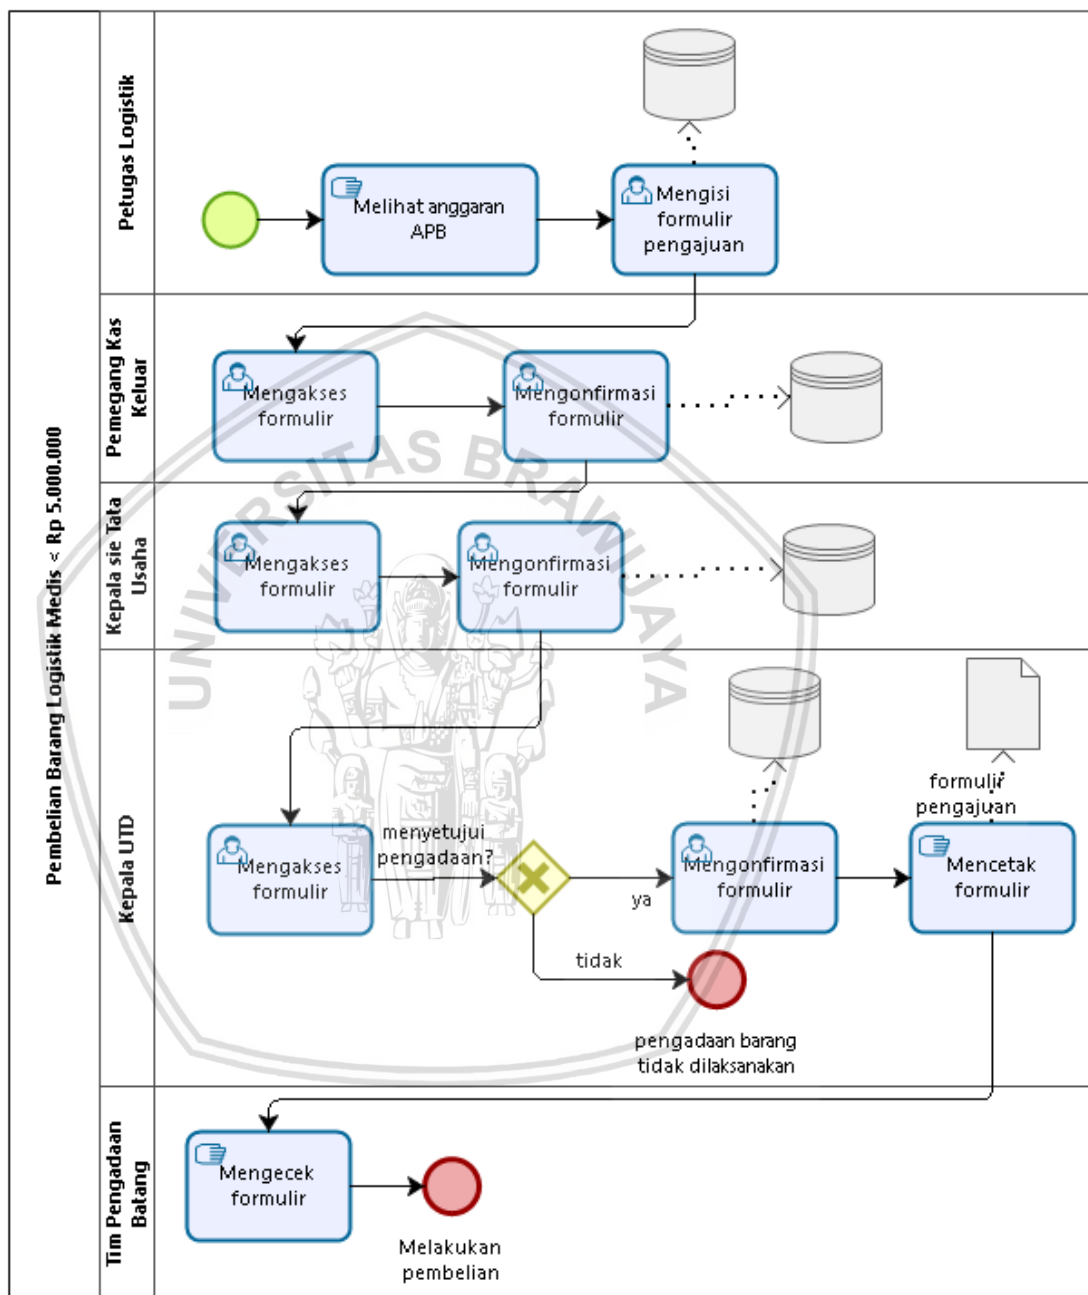 Pembelian Barang Logistik Medis < Rp 5.000.000
Petugas Logistik
Melihat anggaran
APB
Mengisi
formulir
pengajuan
Pemegang Kas
Keluar
Mengakses
formulir
Mengonfirmasi
formulir
Kepala sie Tata
Usaha
Mengakses
formulir
Mengonfirmasi
formulir
Kepala UTD
Mengakses
formulir
menyetujui
pengadaan?
ya
tidak
Mengonfirmasi
formulir
formulir
pengajuan
Mencetak
formulir
pengadaan barang
tidak dilaksanakan
Tim Pengadaan
Batang
Mengecek
formulir
Melakukan
pembelian
UNIVERSITAS BRAWIJAYA